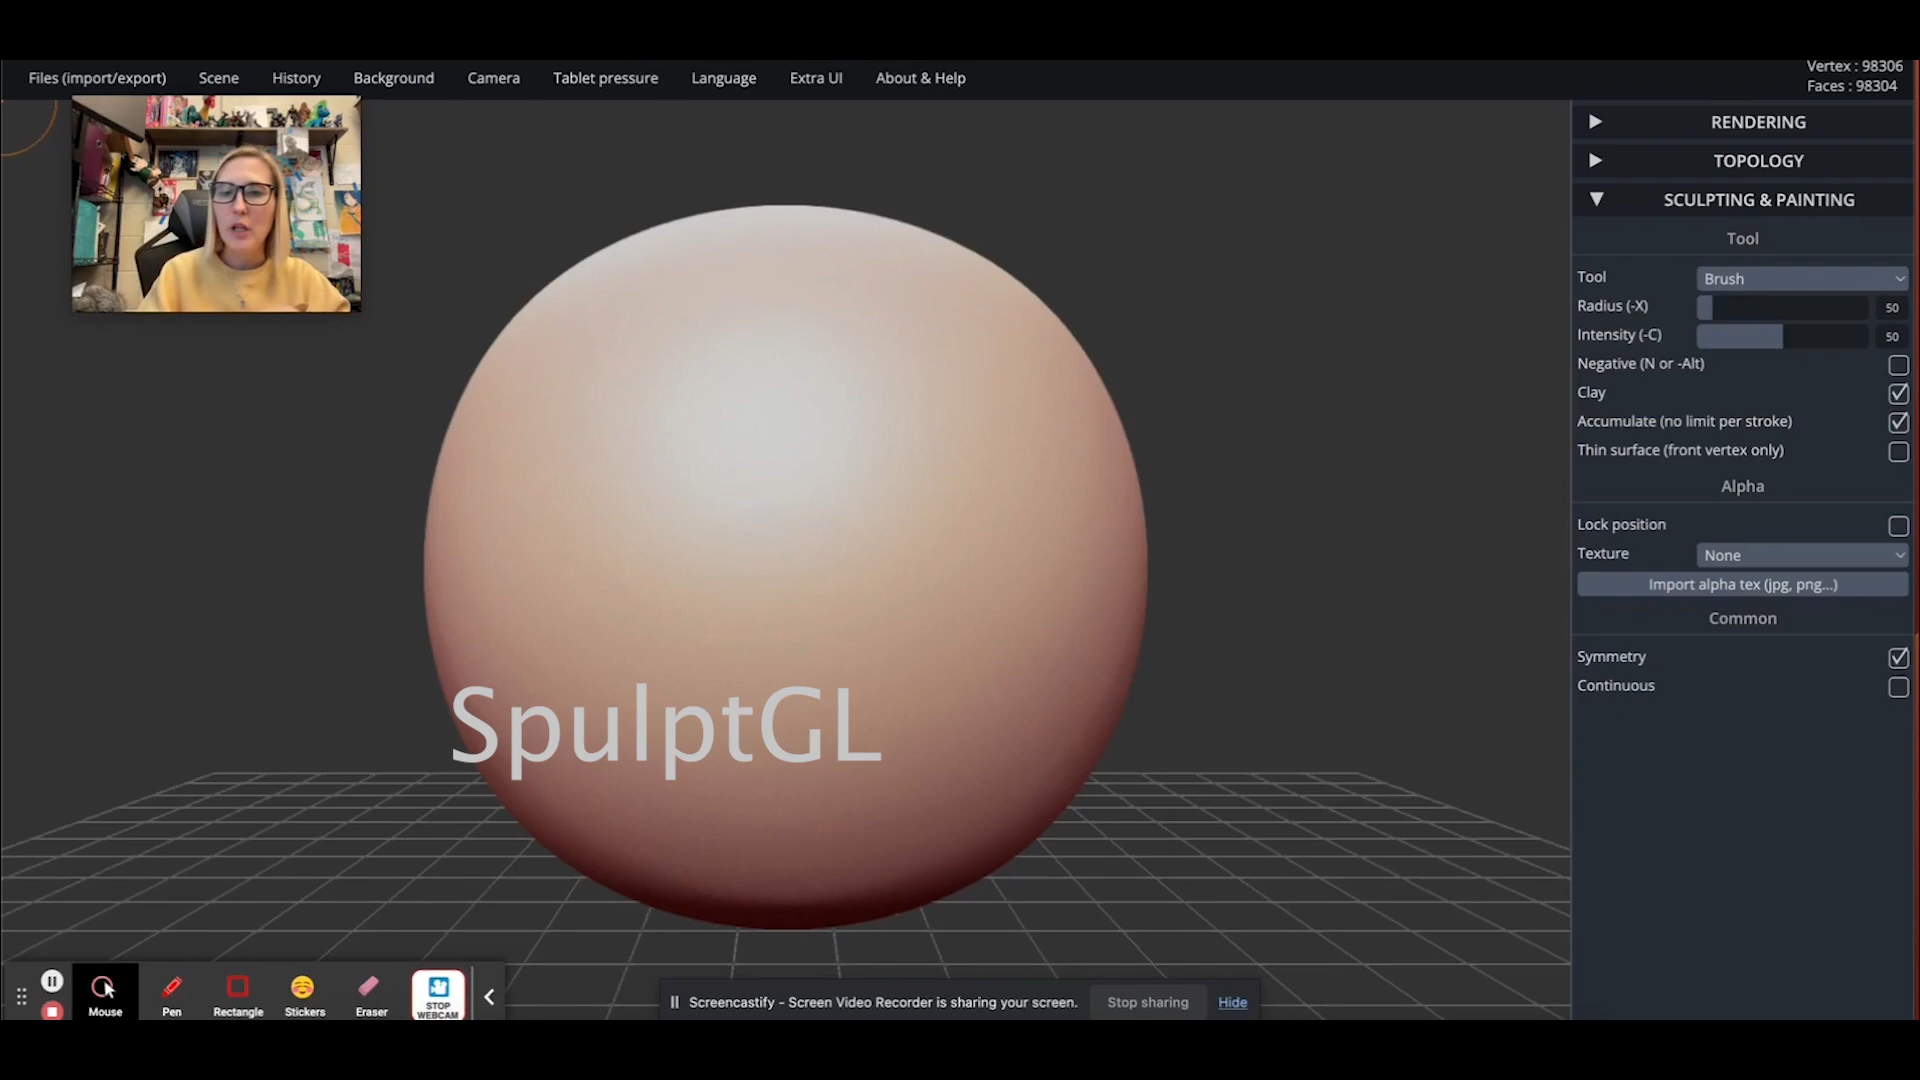 Files (import/export) Scene History Background Camera Tablet pressure Language Extra UI About & Help
Vertex : 98306
Faces : 98304
RENDERING
TOPOLOGY
SCULPTING & PAINTING
Tool
Tool Brush
Radius (-X) 50
Intensity (-C) 50
Negative (N or -Alt)
Clay
Accumulate (no limit per stroke)
Thin surface (front vertex only)
Alpha
Lock position
Texture None
Import alpha tex (jpg, png...)
Common
Symmetry
Continuous
SpulptGL
Mouse Pen Rectangle Stickers Eraser STOP
WEBCAM
Screencastify - Screen Video Recorder is sharing your screen. Stop sharing Hide